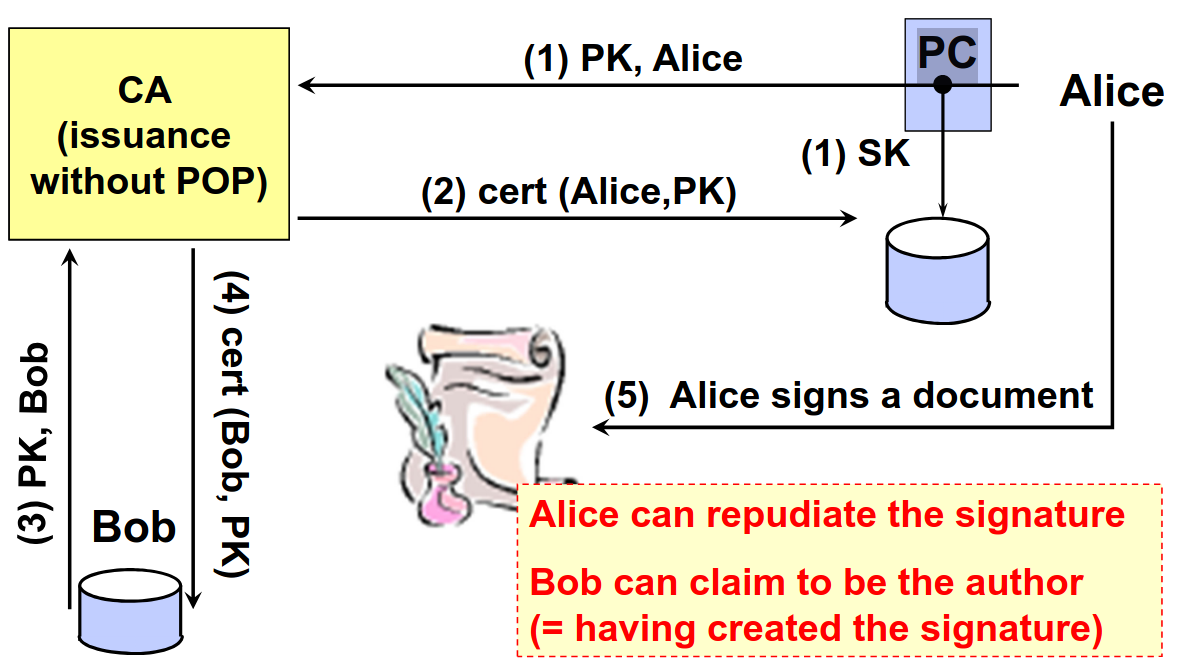 (1) PK, Alice
PC
Alice
CA
(issuance
without POP)
(1) SK
(2) cert (Alice,PK)
(3) PK, Bob
(4) cert (Bob, PK)
Bob
(5) Alice signs a document
Alice can repudiate the signature
Bob can claim to be the author
(= having created the signature)